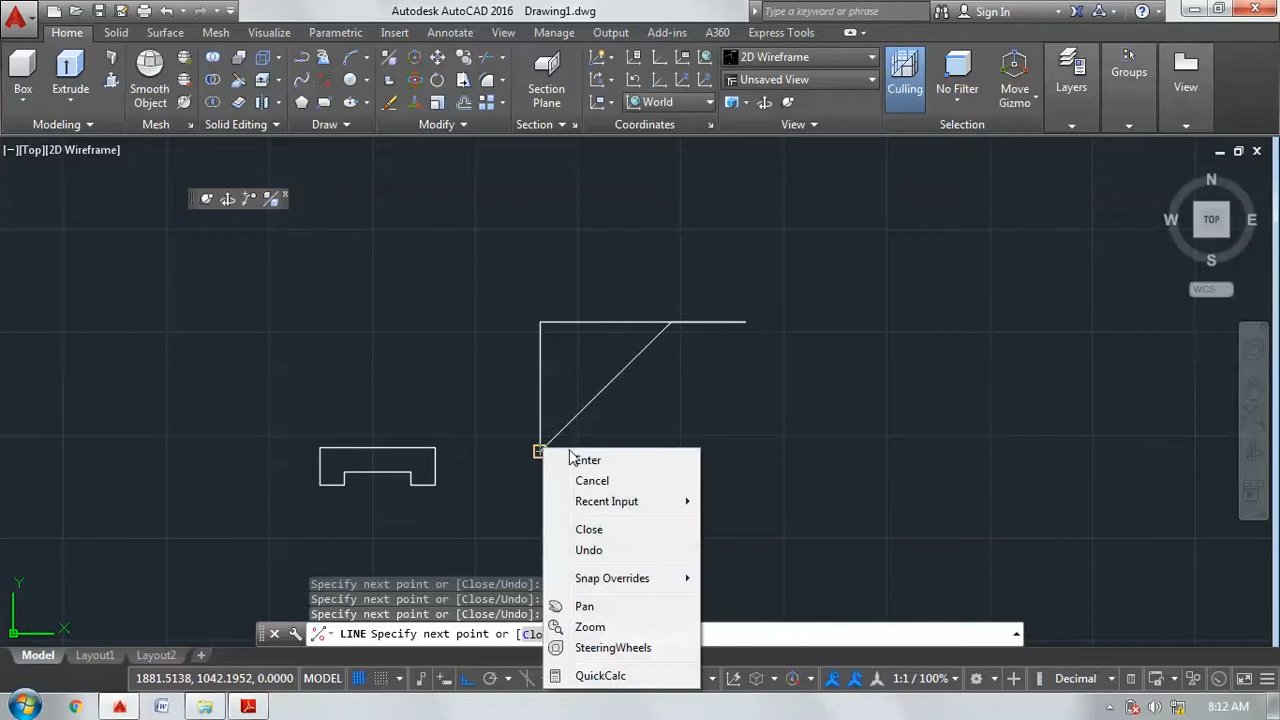 Autodesk AutoCAD 2016 Drawing1.dwg
Type a keyword or phrase
Sign In
Home Solid Surface Mesh Visualize Parametric Insert Annotate View Manage Output Add-ins A360 Express Tools
Box Extrude Smooth Object Section Plane
2D Wireframe
Unsaved View
World
Culling No Filter Move Gizmo Layers Groups View
Modeling Mesh Solid Editing Draw Modify Section Coordinates View Selection
[−][Top][2D Wireframe]
N
W TOP E
S
WCS
Enter
Cancel
Recent Input
Close
Undo
Snap Overrides
Pan
Zoom
SteeringWheels
QuickCalc
Specify next point or [Close/Undo]:
Specify next point or [Close/Undo]:
Specify next point or [Close/Undo]:
LINE Specify next point or [Clo
Y
X
Model Layout1 Layout2 +
1881.5138, 1042.1952, 0.0000 MODEL 1:1 / 100% Decimal
8:12 AM